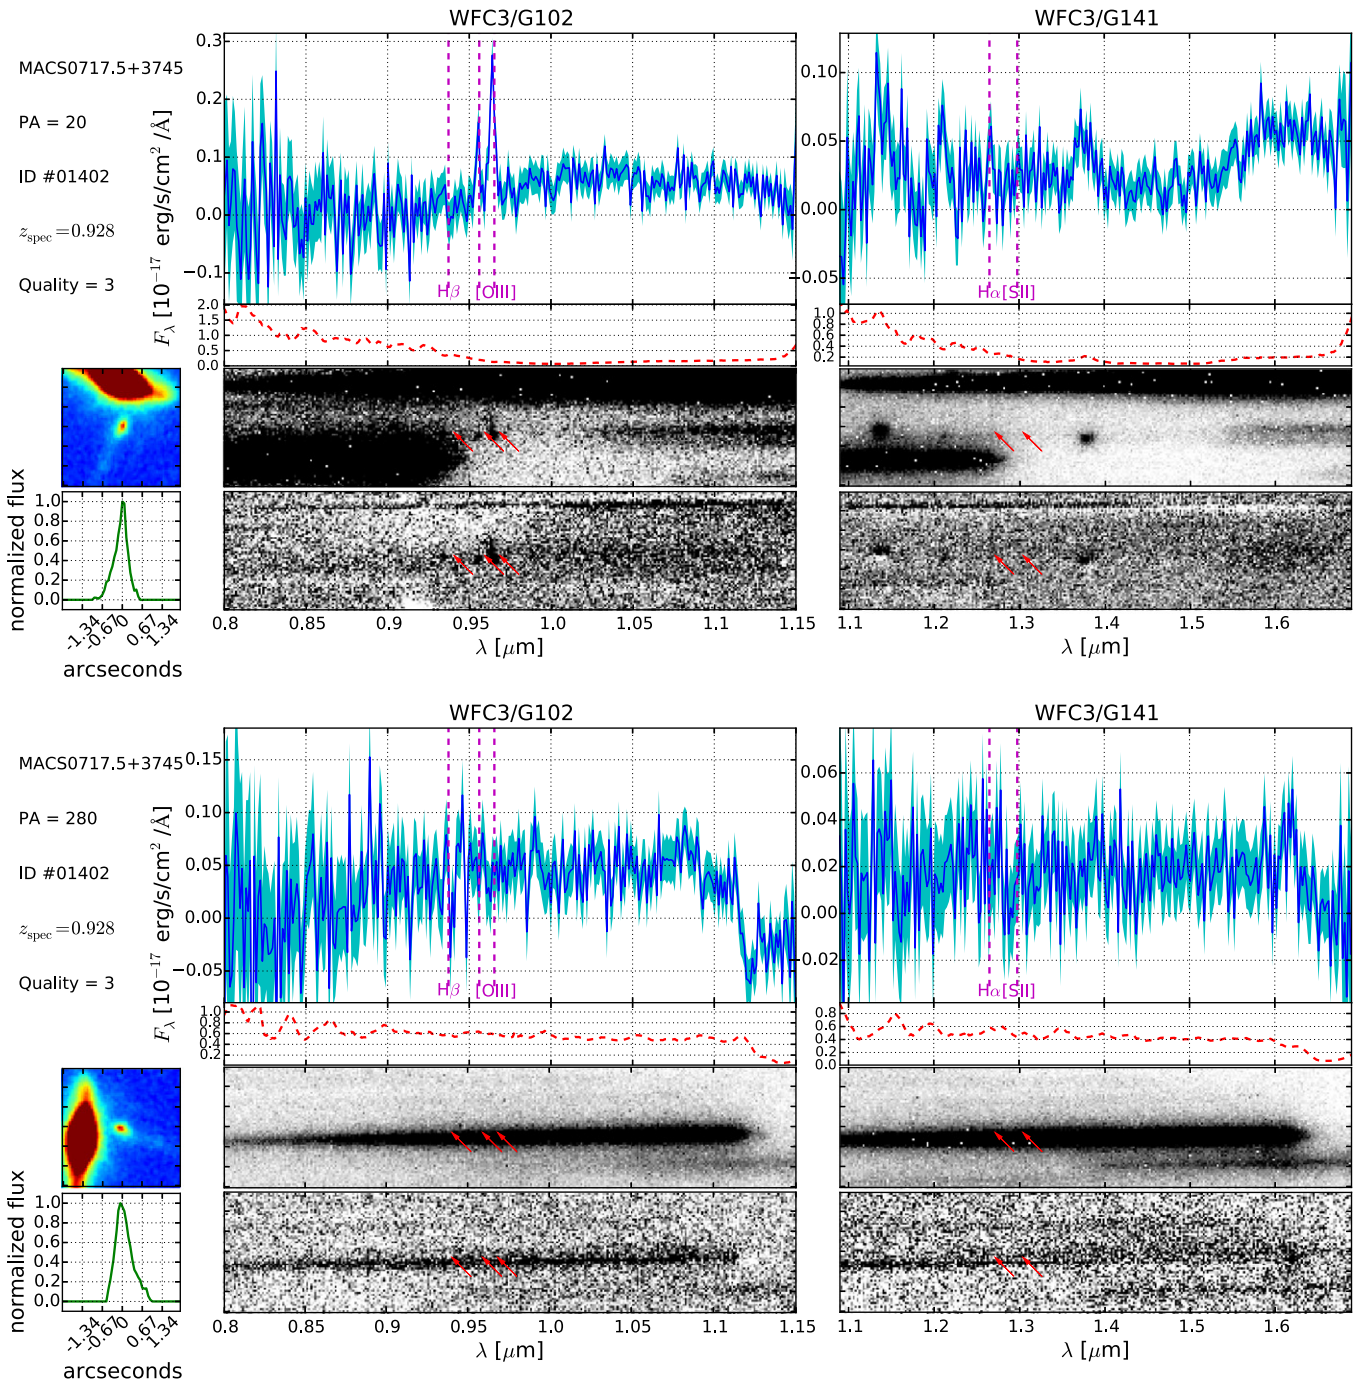 WFC3/G102
WFC3/G141
MACS0717.5+3745
PA = 20
ID #01402
z_spec=0.928
Quality = 3
F_λ [10^−17 erg/s/cm^2 /Å]
0.3
0.2
0.1
0.0
−0.1
Hβ [OIII]
0.10
0.05
0.00
−0.05
Hα[SII]
2.0
1.5
1.0
0.5
0.0
1.0
0.8
0.6
0.4
0.2
normalized flux
1.0
0.8
0.6
0.4
0.2
0.0
-1.34
-0.67
0
0.67
1.34
arcseconds
0.8 0.85 0.9 0.95 1.0 1.05 1.1 1.15
λ [μm]
1.1 1.2 1.3 1.4 1.5 1.6
λ [μm]
WFC3/G102
WFC3/G141
MACS0717.5+3745
PA = 280
ID #01402
z_spec=0.928
Quality = 3
F_λ [10^−17 erg/s/cm^2 /Å]
0.15
0.10
0.05
0.00
−0.05
Hβ [OIII]
0.06
0.04
0.02
0.00
−0.02
Hα[SII]
1.0
0.8
0.6
0.4
0.2
0.8
0.6
0.4
0.2
0.0
normalized flux
1.0
0.8
0.6
0.4
0.2
0.0
-1.34
-0.67
0
0.67
1.34
arcseconds
0.8 0.85 0.9 0.95 1.0 1.05 1.1 1.15
λ [μm]
1.1 1.2 1.3 1.4 1.5 1.6
λ [μm]